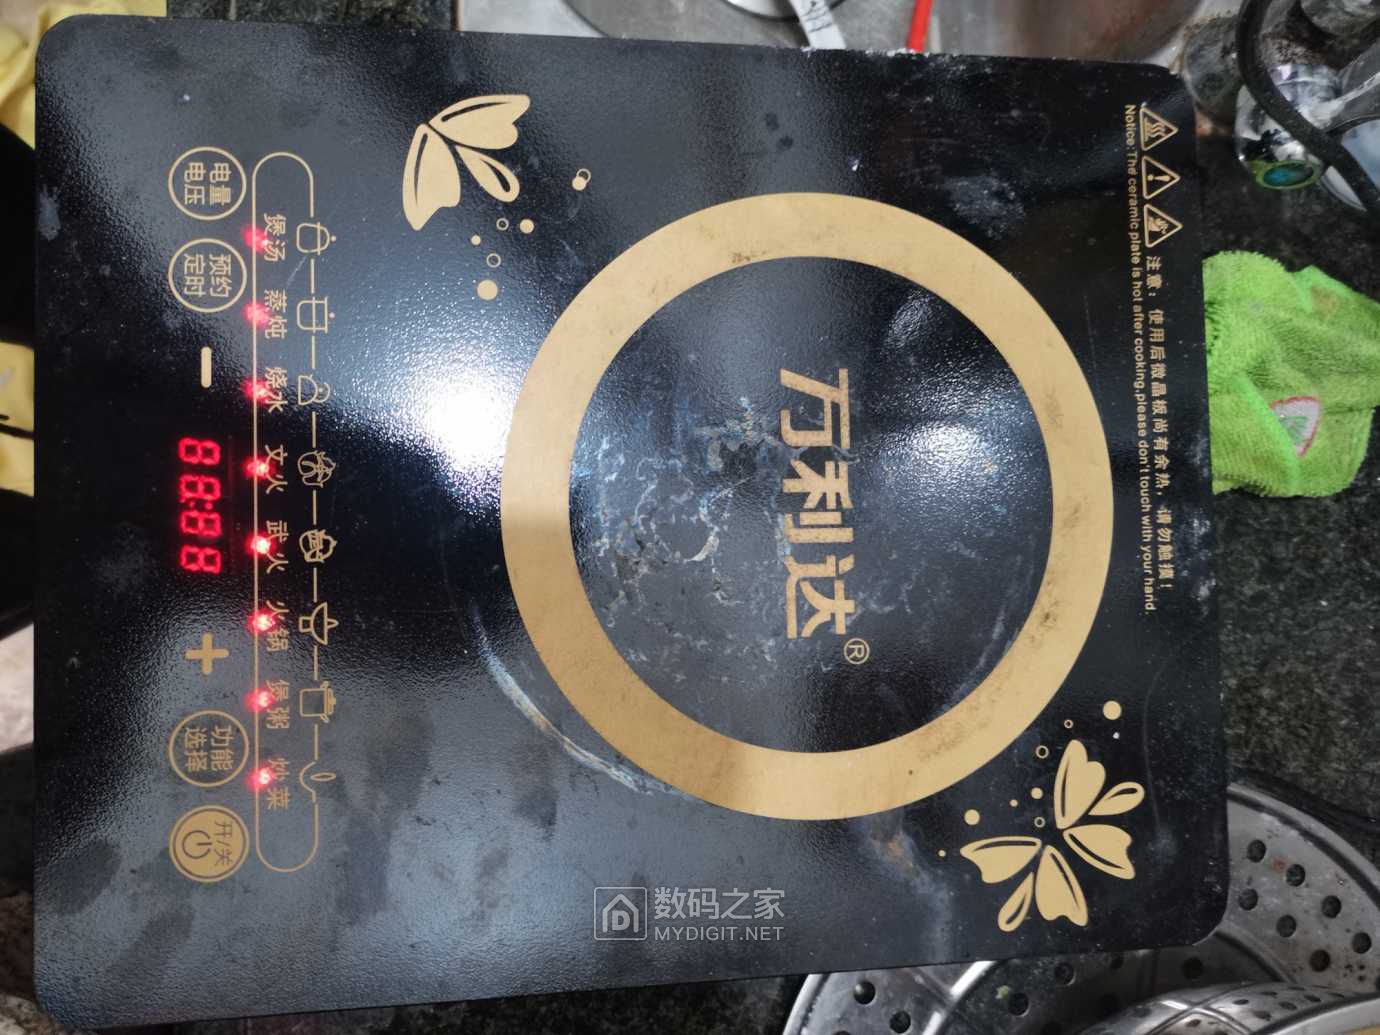 注意：使用后微晶板尚有余热，请勿触摸！
Notice:The ceramic plate is hot after cooking,please don't touch with your hand.
万利达®
煲汤
蒸炖
烧水
文火
武火
火锅
煲粥
炒菜
电量
电压
预约
定时
-
88:88
+
功能
选择
开/关
数码之家
MYDIGIT.NET